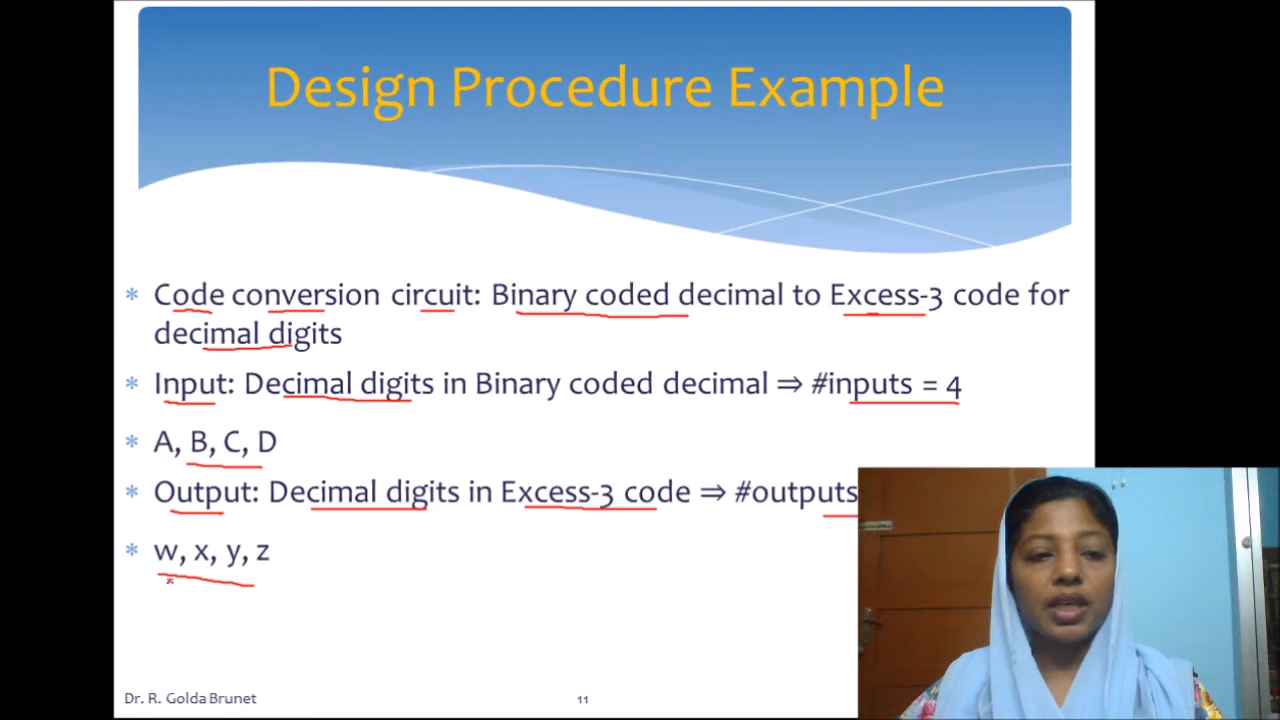 Design Procedure Example
* Code conversion circuit: Binary coded decimal to Excess-3 code for
decimal digits
* Input: Decimal digits in Binary coded decimal ⇒ #inputs = 4
* A, B, C, D
* Output: Decimal digits in Excess-3 code ⇒ #outputs
* w, x, y, z
Dr. R. Golda Brunet
11